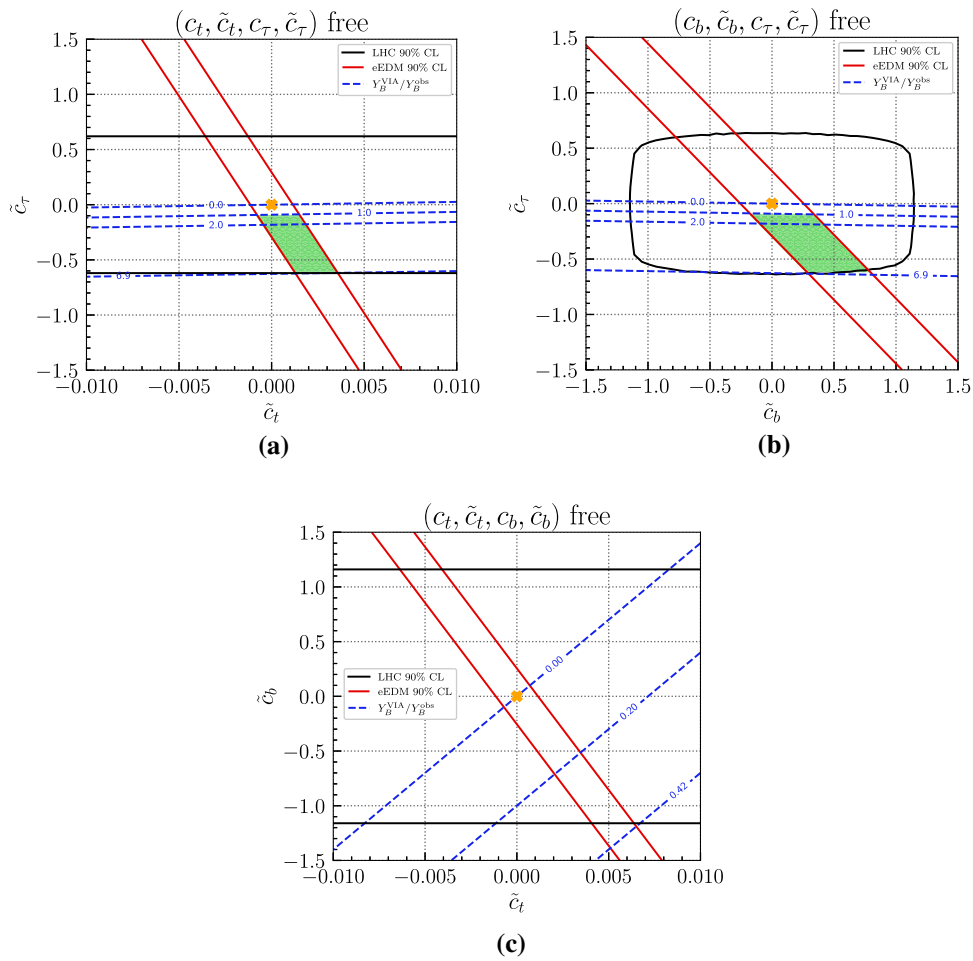 (c_t, c̃_t, c_τ, c̃_τ) free
LHC 90% CL
eEDM 90% CL
Y_B^VIA/Y_B^obs
1.5
1.0
0.5
0.0
−0.5
−1.0
−1.5
c̃_τ
0.0
1.0
2.0
6.9
−0.010 −0.005 0.000 0.005 0.010
c̃_t
(a)
(c_b, c̃_b, c_τ, c̃_τ) free
LHC 90% CL
eEDM 90% CL
Y_B^VIA/Y_B^obs
1.5
1.0
0.5
0.0
−0.5
−1.0
−1.5
c̃_τ
0.0
1.0
2.0
6.9
−1.5 −1.0 −0.5 0.0 0.5 1.0 1.5
c̃_b
(b)
(c_t, c̃_t, c_b, c̃_b) free
1.5
1.0
0.5
0.0
−0.5
−1.0
−1.5
c̃_b
LHC 90% CL
eEDM 90% CL
Y_B^VIA/Y_B^obs
0.00
0.20
0.42
−0.010 −0.005 0.000 0.005 0.010
c̃_t
(c)